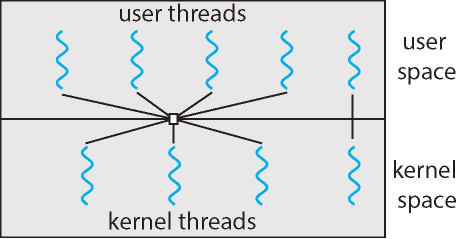 user threads
user
space
kernel
space
kernel threads